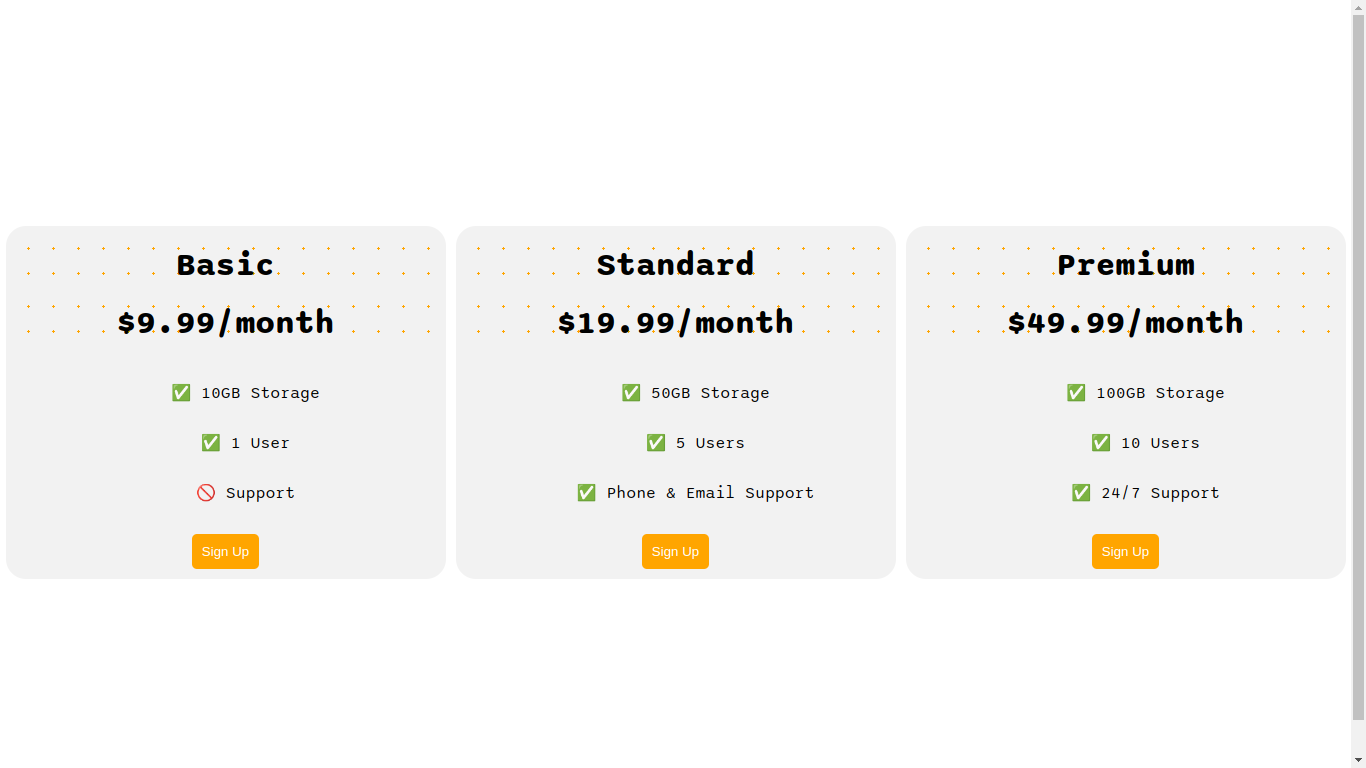 Basic
$9.99/month
✅ 10GB Storage
✅ 1 User
🚫 Support
Sign Up
Standard
$19.99/month
✅ 50GB Storage
✅ 5 Users
✅ Phone & Email Support
Sign Up
Premium
$49.99/month
✅ 100GB Storage
✅ 10 Users
✅ 24/7 Support
Sign Up